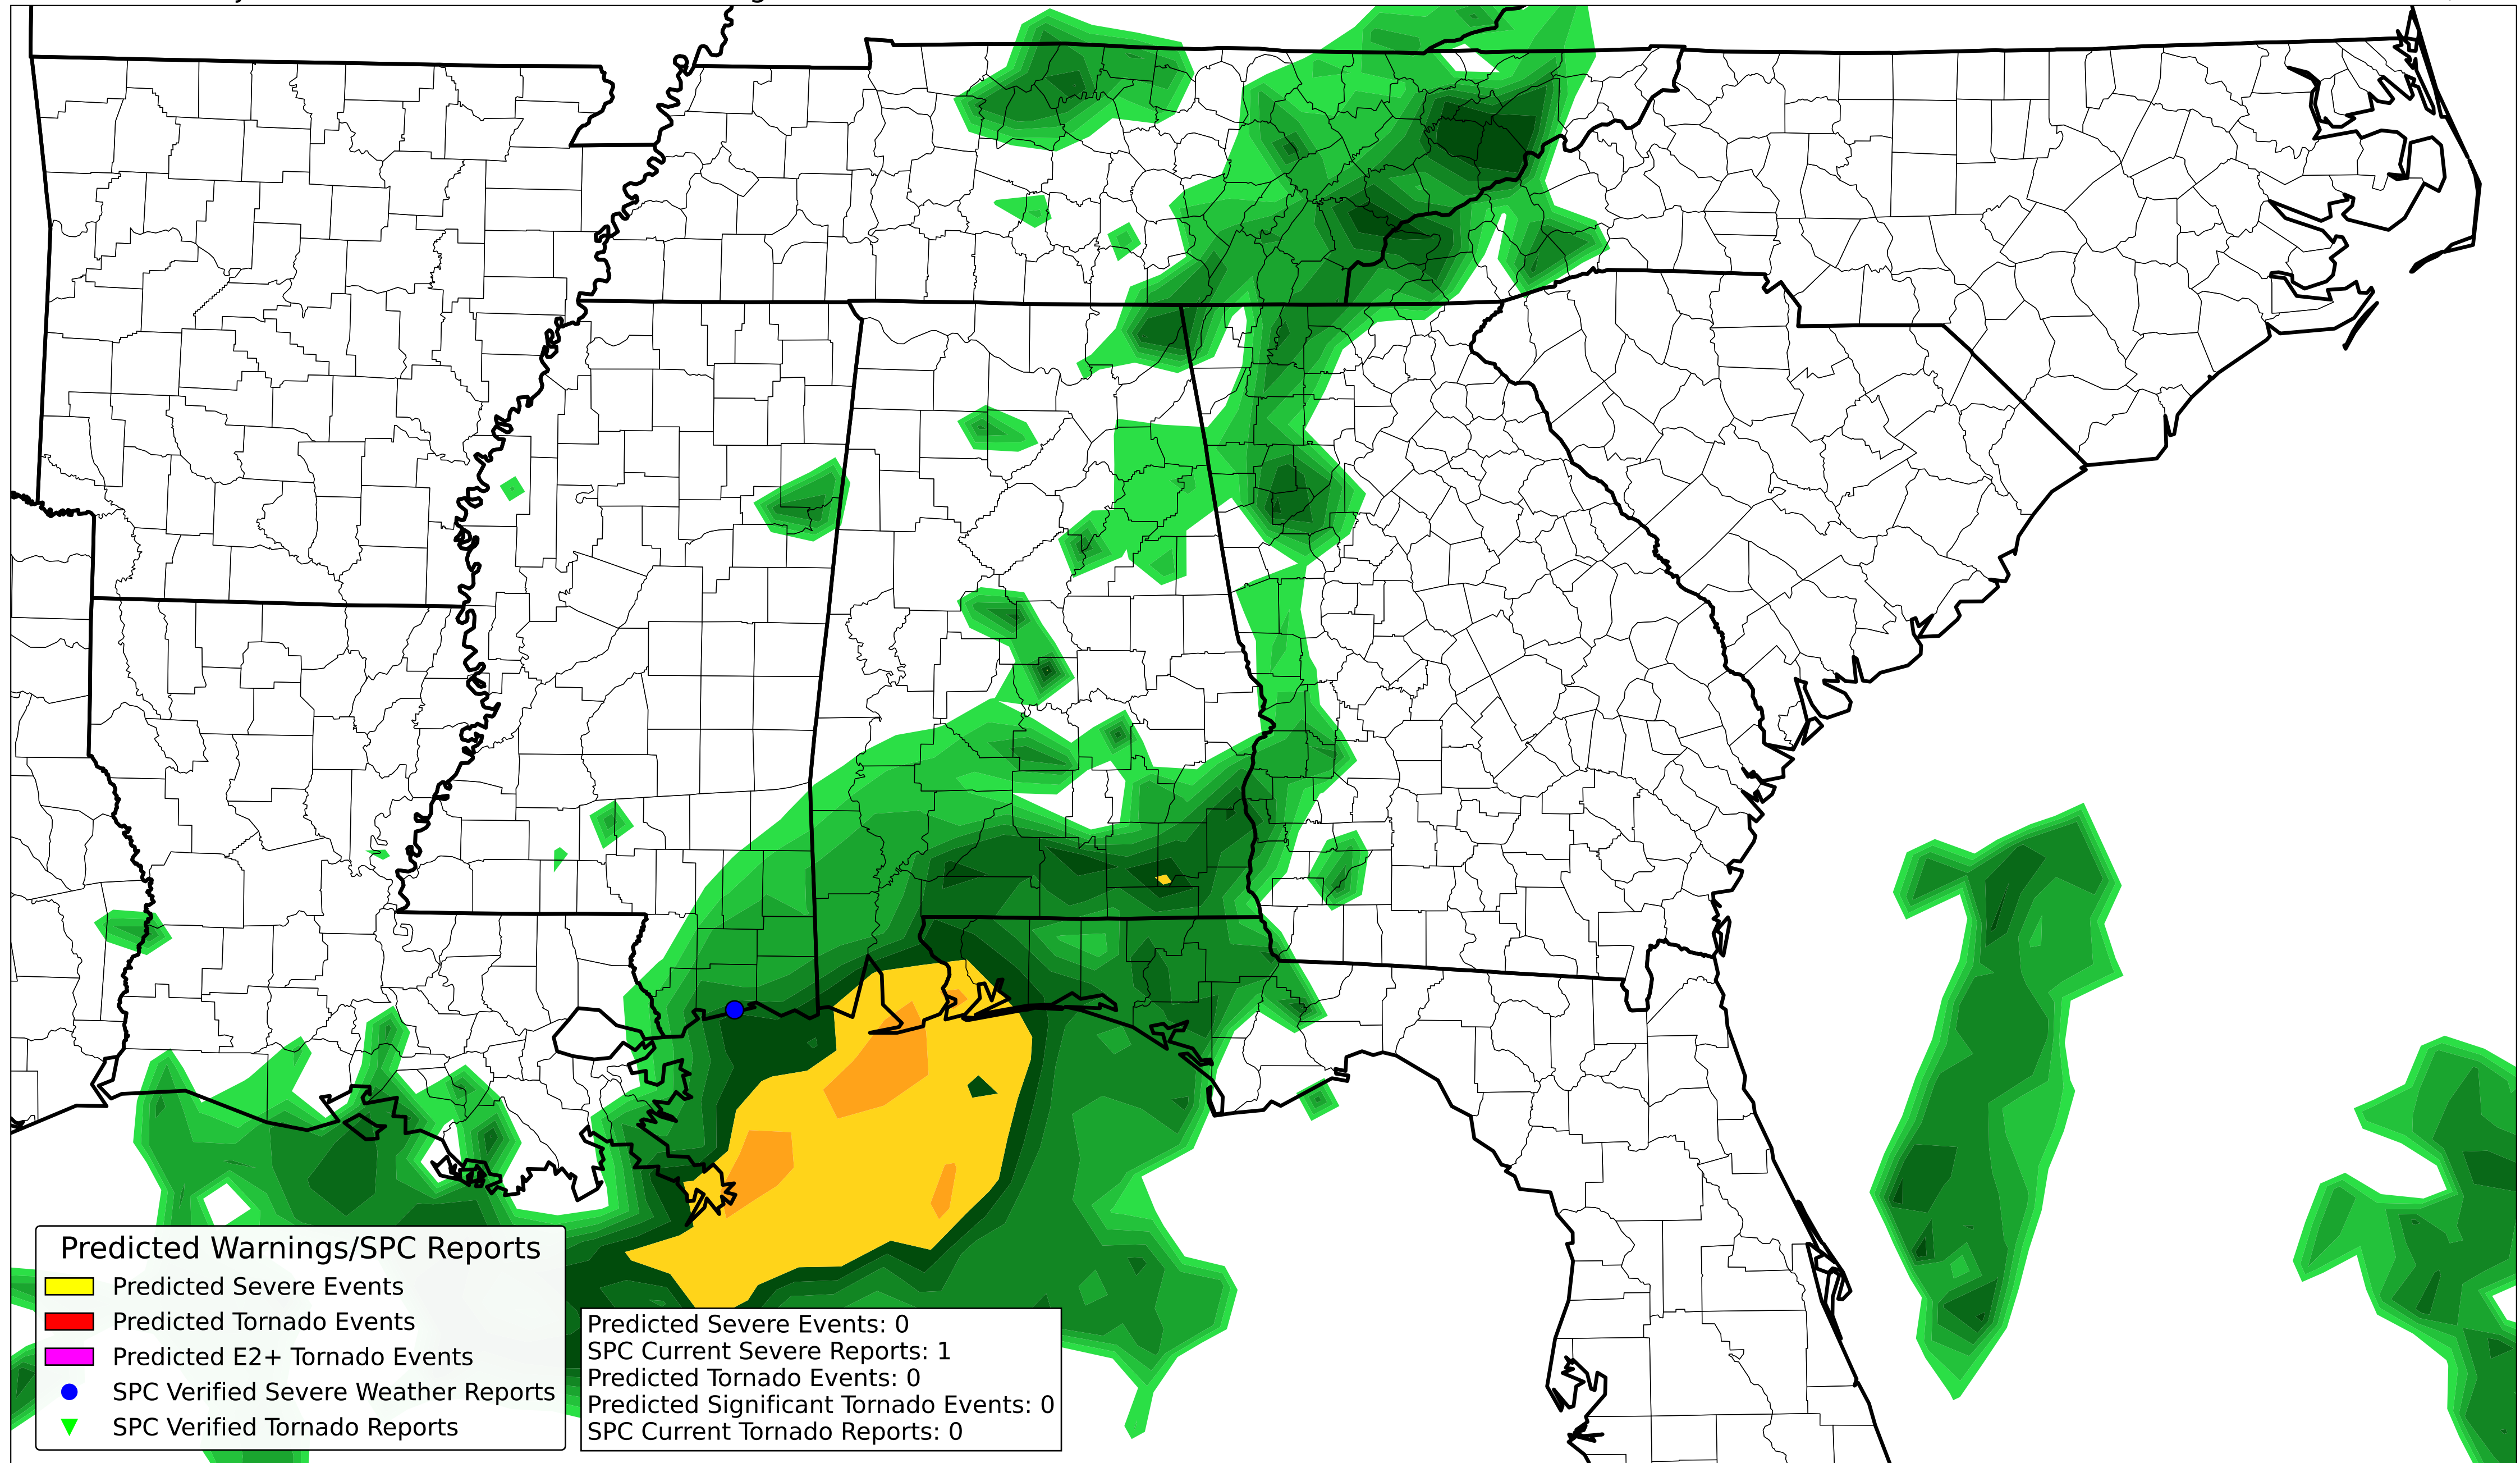 Predicted Warnings/SPC Reports
Predicted Severe Events
Predicted Tornado Events
Predicted E2+ Tornado Events
SPC Verified Severe Weather Reports
SPC Verified Tornado Reports
Predicted Severe Events: 0
SPC Current Severe Reports: 1
Predicted Tornado Events: 0
Predicted Significant Tornado Events: 0
SPC Current Tornado Reports: 0